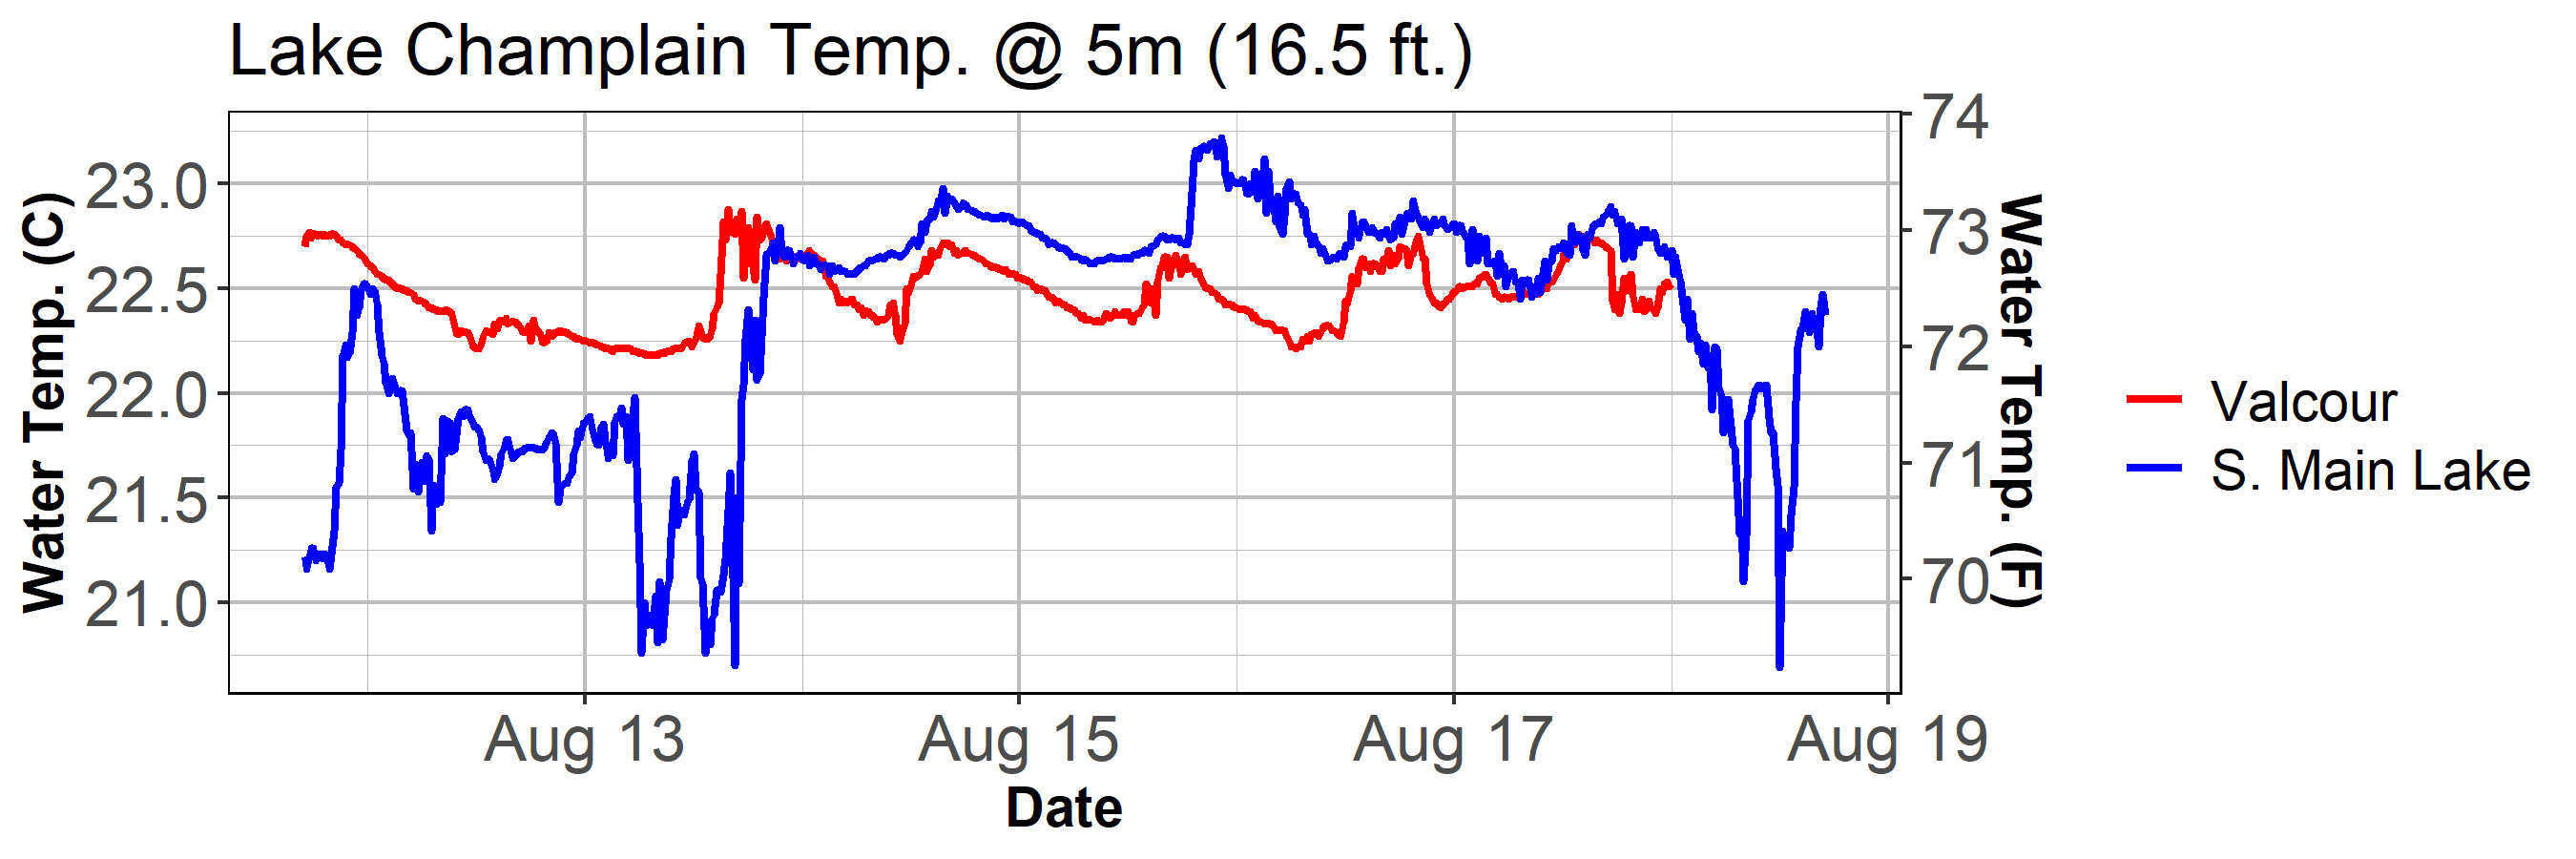 Lake Champlain Temp. @ 5m (16.5 ft.)
Water Temp. (C)
23.0
22.5
22.0
21.5
21.0
74
73
72
71
70
Water Temp. (F)
Aug 13
Aug 15
Aug 17
Aug 19
Date
Valcour
S. Main Lake